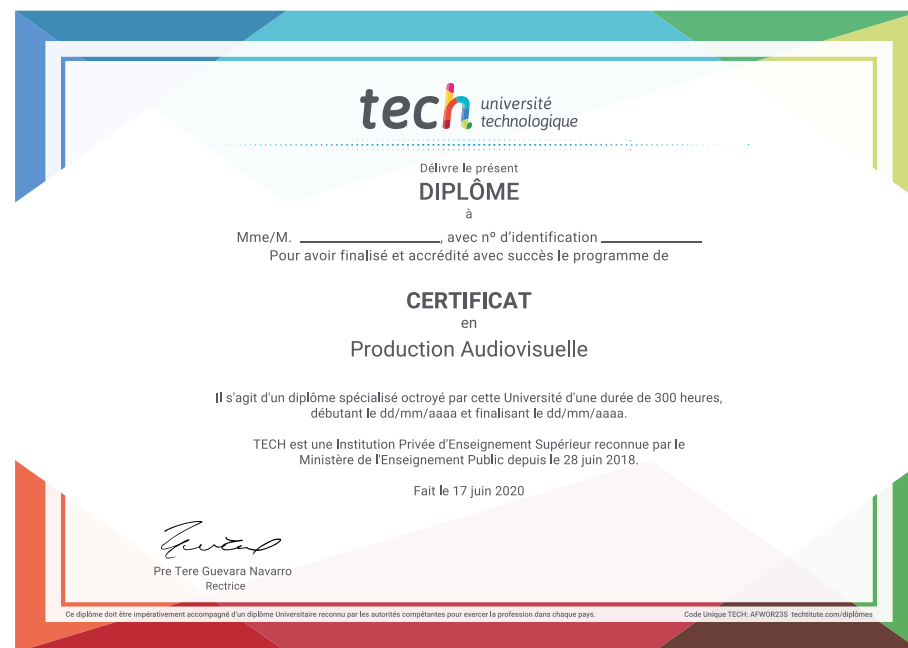 tech université
technologique
Délivre le présent
DIPLÔME
à
Mme/M. ____________________, avec nº d'identification ______________
Pour avoir finalisé et accrédité avec succès le programme de
CERTIFICAT
en
Production Audiovisuelle
Il s'agit d'un diplôme spécialisé octroyé par cette Université d'une durée de 300 heures,
débutant le dd/mm/aaaa et finalisant le dd/mm/aaaa.
TECH est une Institution Privée d'Enseignement Supérieur reconnue par le
Ministère de l'Enseignement Public depuis le 28 juin 2018.
Fait le 17 juin 2020
Pre Tere Guevara Navarro
Rectrice
Ce diplôme doit être impérativement accompagné d'un diplôme Universitaire reconnu par les autorités compétantes pour exercer la profession dans chaque pays.
Code Unique TECH: AFWOR23S techtitute.com/diplômes